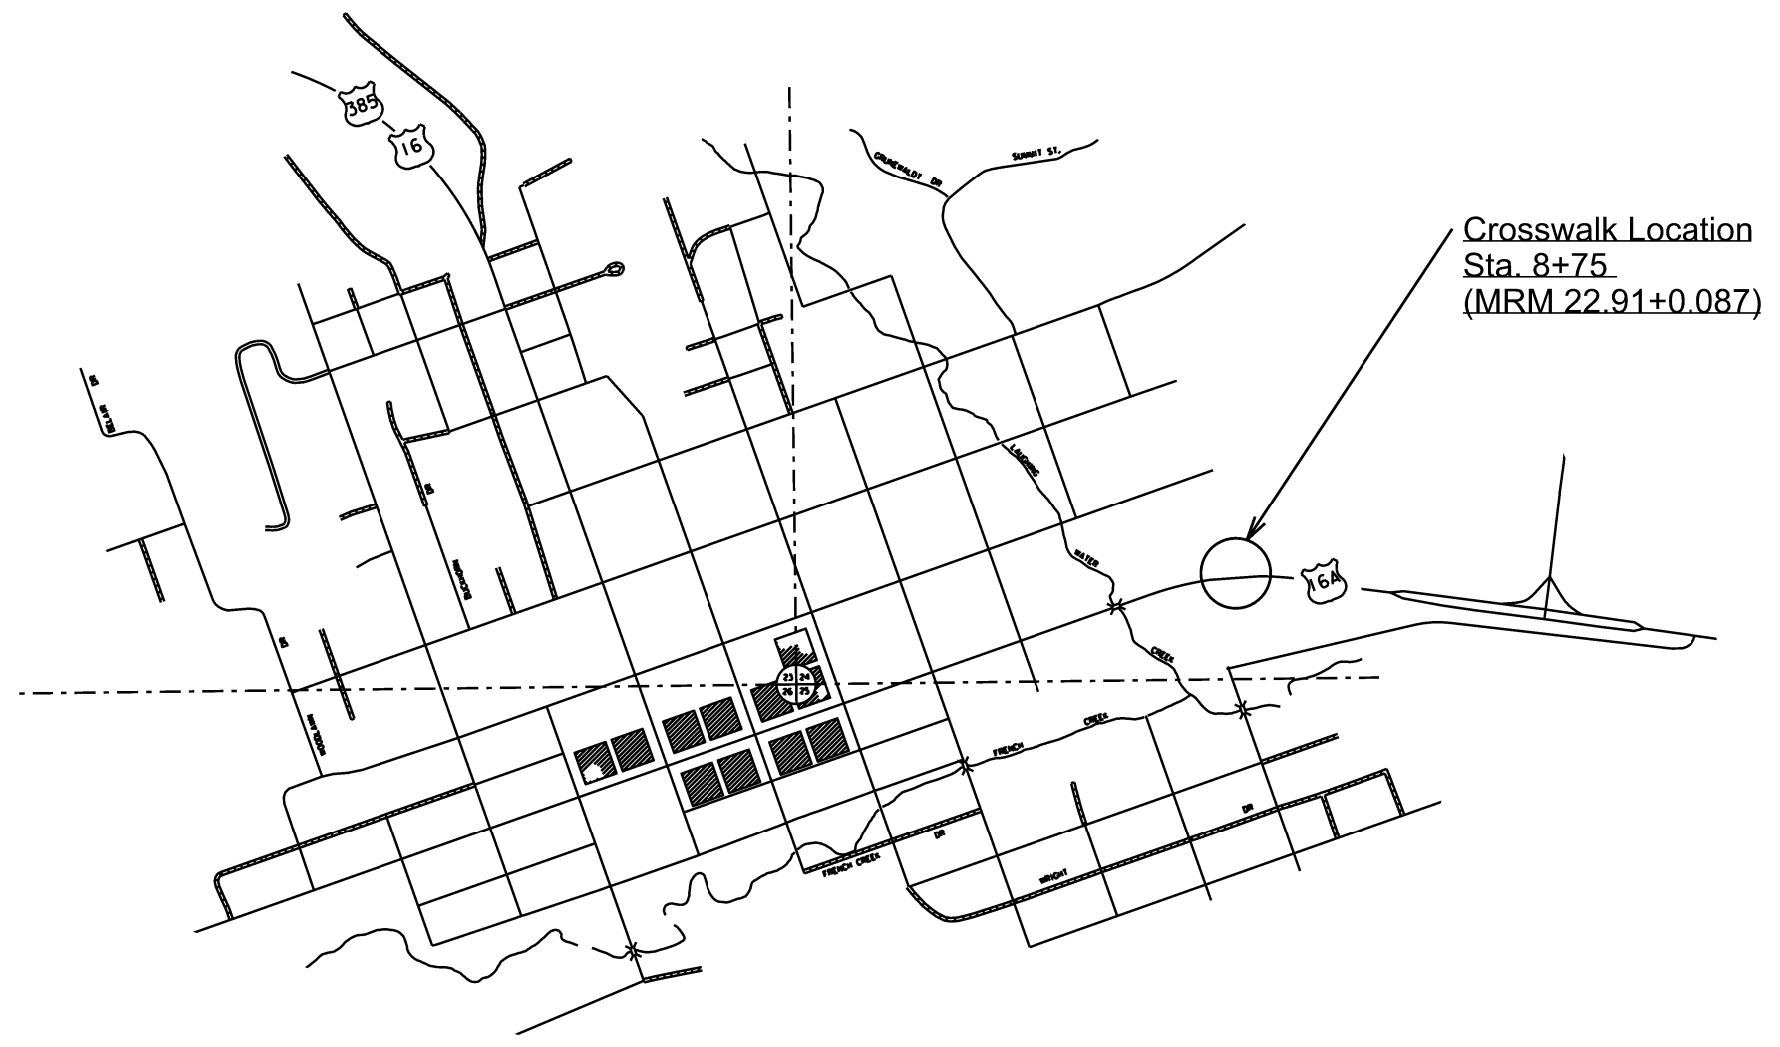 385
16
GRUNEWALDT DR
SUMMIT ST.
Crosswalk Location
Sta. 8+75
(MRM 22.91+0.087)
DR
BELAIR
LAUGHING
DR
WATER
BUCKHORN
16A
DR
CREEK
23 24
26 25
WOODLAWN
CREEK
FRENCH
DR
DR
FRENCH CREEK
WRIGHT